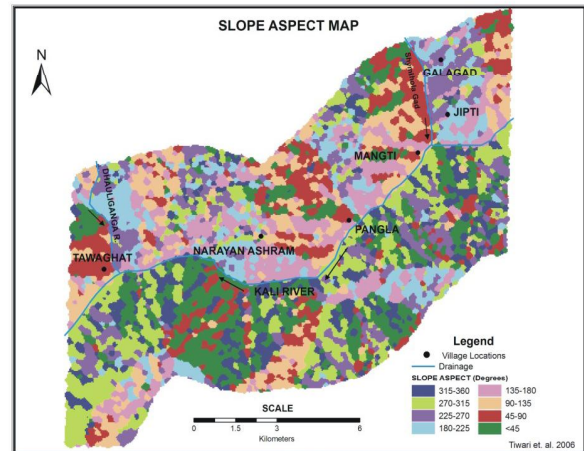 SLOPE ASPECT MAP
N
GALAGAD
JIPTI
MANGTI
DHAULIGANGA R.
PANGLA
NARAYAN ASHRAM
TAWAGHAT
KALI RIVER
Legend
Village Locations
Drainage
SLOPE ASPECT (Degrees)
315-360 135-180
270-315 90-135
225-270 45-90
180-225 <45
SCALE
0 1.5 3 6
Kilometers
Tiwari et. al. 2006